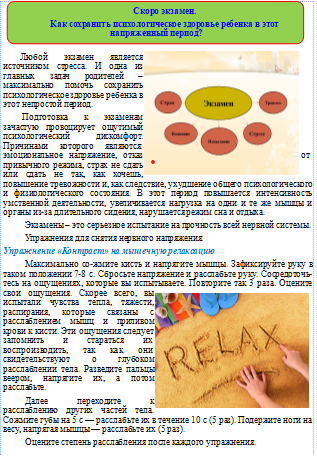 Скоро экзамен.
Как сохранить психологическое здоровье ребенка в этот
напряженный период?
Любой экзамен является
источником стресса. И одна из
главных задач родителей –
максимально помочь сохранить
психологическое здоровье ребенка в
этот непростой период.
Экзамен
Страх
Тревога
Стресс
Подготовка к экзаменам
зачастую провоцирует ощутимый
психологический дискомфорт.
Причинами которого являются
эмоциональное напряжение, отказ от
привычного режима, страх не сдать
или сдать не так, как хочешь,
повышение тревожности и, как следствие, ухудшение общего психологического
и физиологического состояния. В этот период повышается интенсивность
умственной деятельности, увеличивается нагрузка на одни и те же мышцы и
органы из-за длительного сидения, нарушается режим сна и отдыха.
Экзамены – это серьезное испытание на прочность всей нервной системы.
Упражнения для снятия нервного напряжения
Упражнение «Контраст» на мышечную релаксацию
Максимально со-жмите кисть и напрягите мышцы. Зафиксируйте руку в
таком положении 7-8 с. Сбросьте напряжение и расслабьте руку. Сосредоточь-
тесь на ощущениях, которые вы испытываете. Повторите так 3 раза. Оцените
свои ощущения. Скорее всего, вы
испытали чувства тепла, тяжести,
распирания, которые связаны с
расслаблением мышц и приливом
крови к кисти. Эти ощущения следует
запомнить и стараться их
воспроизводить, так как они
свидетельствуют о глубоком
расслаблении тела. Разведите пальцы
веером, напрягите их, а потом
расслабьте.
RELAX
Далее переходите к
расслаблению других частей тела.
Сожмите губы на 5 с — расслабьте их в течение 10 с (5 раз). Подержите ноги на
весу, напрягая мышцы — расслабьте их (5 раз).
Оцените степень расслабления после каждого упражнения.